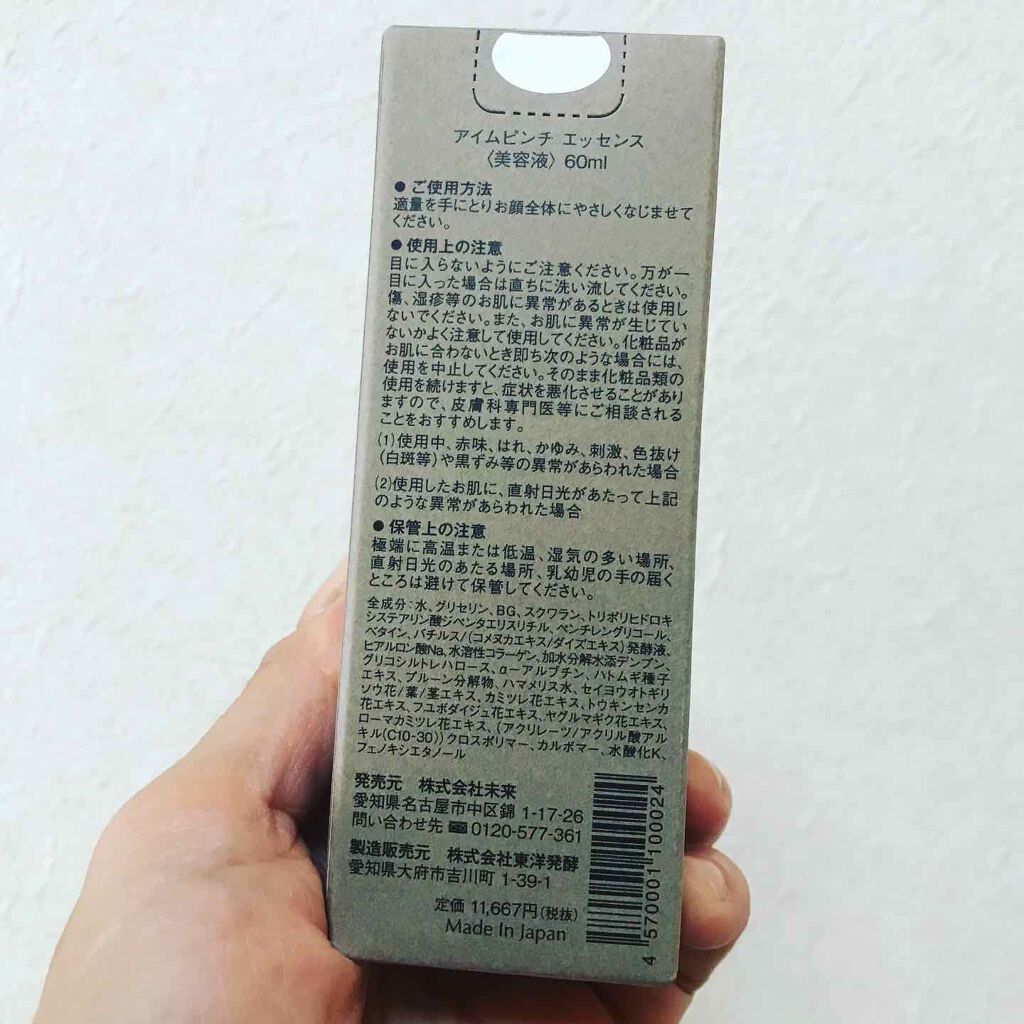 アイムピンチ エッセンス
〈美容液〉60ml
● ご使用方法
適量を手にとりお顔全体にやさしくなじませて
ください。
● 使用上の注意
目に入らないようにご注意ください。万が一
目に入った場合は直ちに洗い流してください。
傷、湿疹等のお肌に異常があるときは使用し
ないでください。また、お肌に異常が生じてい
ないかよく注意して使用してください。化粧品が
お肌に合わないとき即ち次のような場合には、
使用を中止してください。そのまま化粧品類の
使用を続けますと、症状を悪化させることがあり
ますので、皮膚科専門医等にご相談される
ことをおすすめします。
(1)使用中、赤味、はれ、かゆみ、刺激、色抜け
(白斑等)や黒ずみ等の異常があらわれた場合
(2)使用したお肌に、直射日光があたって上記
のような異常があらわれた場合
● 保管上の注意
極端に高温または低温、湿気の多い場所、
直射日光のあたる場所、乳幼児の手の届く
ところは避けて保管してください。
全成分：水、グリセリン、BG、スクワラン、トリポリヒドロキ
システアリン酸ジペンタエリスリチル、ペンチレングリコール、
ベタイン、バチルス/(コメヌカエキス/ダイズエキス)発酵液、
ヒアルロン酸Na、水溶性コラーゲン、加水分解水添デンプン、
グリコシルトレハロース、α－アルブチン、ハトムギ種子
エキス、プルーン分解物、ハマメリス水、セイヨウオトギリ
ソウ花/葉/茎エキス、カミツレ花エキス、トウキンセンカ
花エキス、フユボダイジュ花エキス、ヤグルマギク花エキス、
ローマカミツレ花エキス、(アクリレーツ/アクリル酸アル
キル(C10-30))クロスポリマー、カルボマー、水酸化K、
フェノキシエタノール
発売元　株式会社未来
愛知県名古屋市中区錦 1-17-26
問い合わせ先 0120-577-361
製造販売元　株式会社東洋発酵
愛知県大府市吉川町 1-39-1
定価 11,667円(税抜)
Made In Japan
4 570001 100024